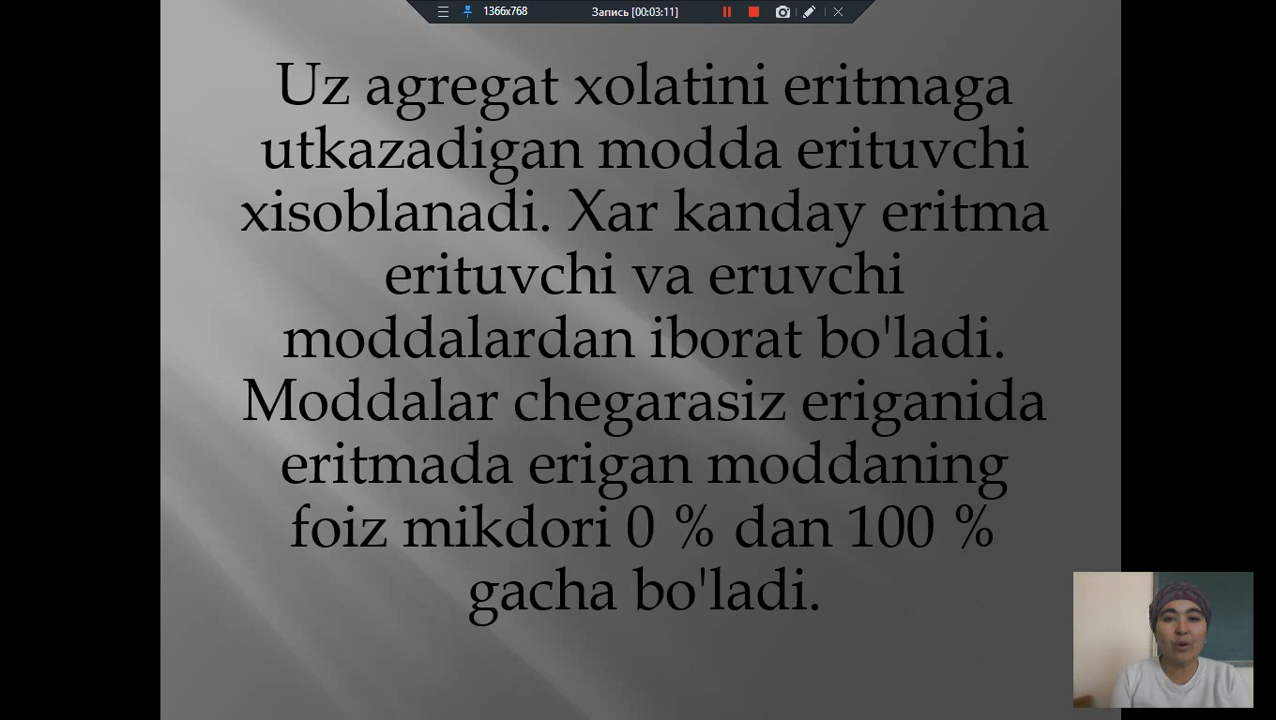 1366x768
Запись [00:03:11]
Uz agregat xolatini eritmaga
utkazadigan modda erituvchi
xisoblanadi. Xar kanday eritma
erituvchi va eruvchi
moddalardan iborat bo'ladi.
Moddalar chegarasiz eriganida
eritmada erigan moddaning
foiz mikdori 0 % dan 100 %
gacha bo'ladi.